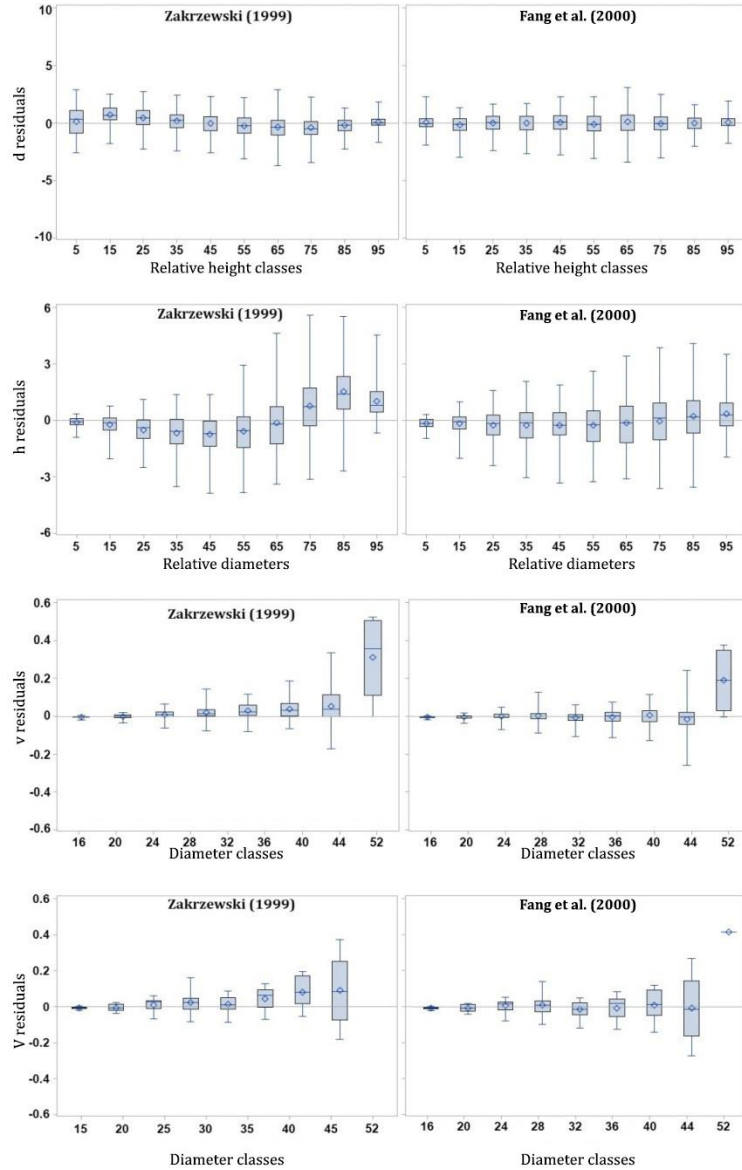 Zakrzewski (1999)
Fang et al. (2000)
d residuals
10
5
0
-5
-10
5 15 25 35 45 55 65 75 85 95
5 15 25 35 45 55 65 75 85 95
Relative height classes
Relative height classes
Zakrzewski (1999)
Fang et al. (2000)
h residuals
6
3
0
-3
-6
5 15 25 35 45 55 65 75 85 95
5 15 25 35 45 55 65 75 85 95
Relative diameters
Relative diameters
Zakrzewski (1999)
Fang et al. (2000)
v residuals
0.6
0.4
0.2
0
-0.2
-0.4
-0.6
16 20 24 28 32 36 40 44 52
16 20 24 28 32 36 40 44 52
Diameter classes
Diameter classes
Zakrzewski (1999)
Fang et al. (2000)
V residuals
0.6
0.4
0.2
0
-0.2
-0.4
-0.6
15 20 25 30 35 40 45 52
16 20 24 28 32 36 40 44 52
Diameter classes
Diameter classes